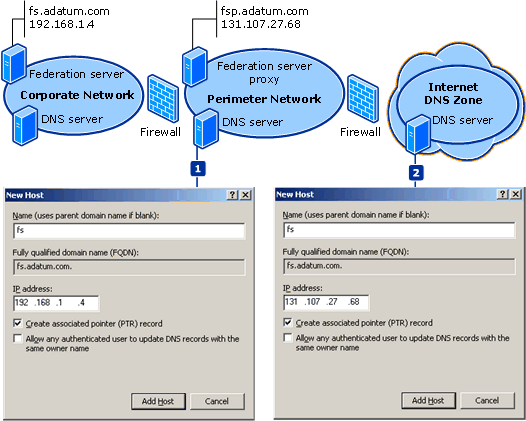 fs.adatum.com
192.168.1.4
fsp.adatum.com
131.107.27.68
Federation server
Corporate Network
DNS server
Firewall
Federation server
proxy
Perimeter Network
DNS server
Firewall
Internet
DNS Zone
DNS server
1
2
New Host
Name (uses parent domain name if blank):
fs
Fully qualified domain name (FQDN):
fs.adatum.com.
IP address:
192 .168 .1 .4
Create associated pointer (PTR) record
Allow any authenticated user to update DNS records with the
same owner name
Add Host
Cancel
New Host
Name (uses parent domain name if blank):
fs
Fully qualified domain name (FQDN):
fs.adatum.com.
IP address:
131 .107 .27 .68
Create associated pointer (PTR) record
Allow any authenticated user to update DNS records with the
same owner name
Add Host
Cancel